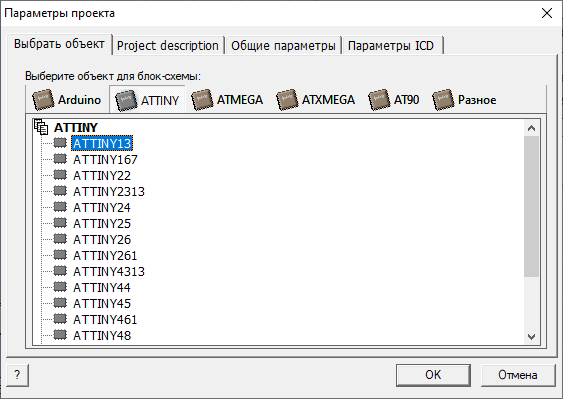 Параметры проекта
Выбрать объект Project description Общие параметры Параметры ICD
Выберите объект для блок-схемы:
Arduino ATTINY ATMEGA ATXMEGA AT90 Разное
ATTINY
ATTINY13
ATTINY167
ATTINY22
ATTINY2313
ATTINY24
ATTINY25
ATTINY26
ATTINY261
ATTINY4313
ATTINY44
ATTINY45
ATTINY461
ATTINY48
? OK Отмена